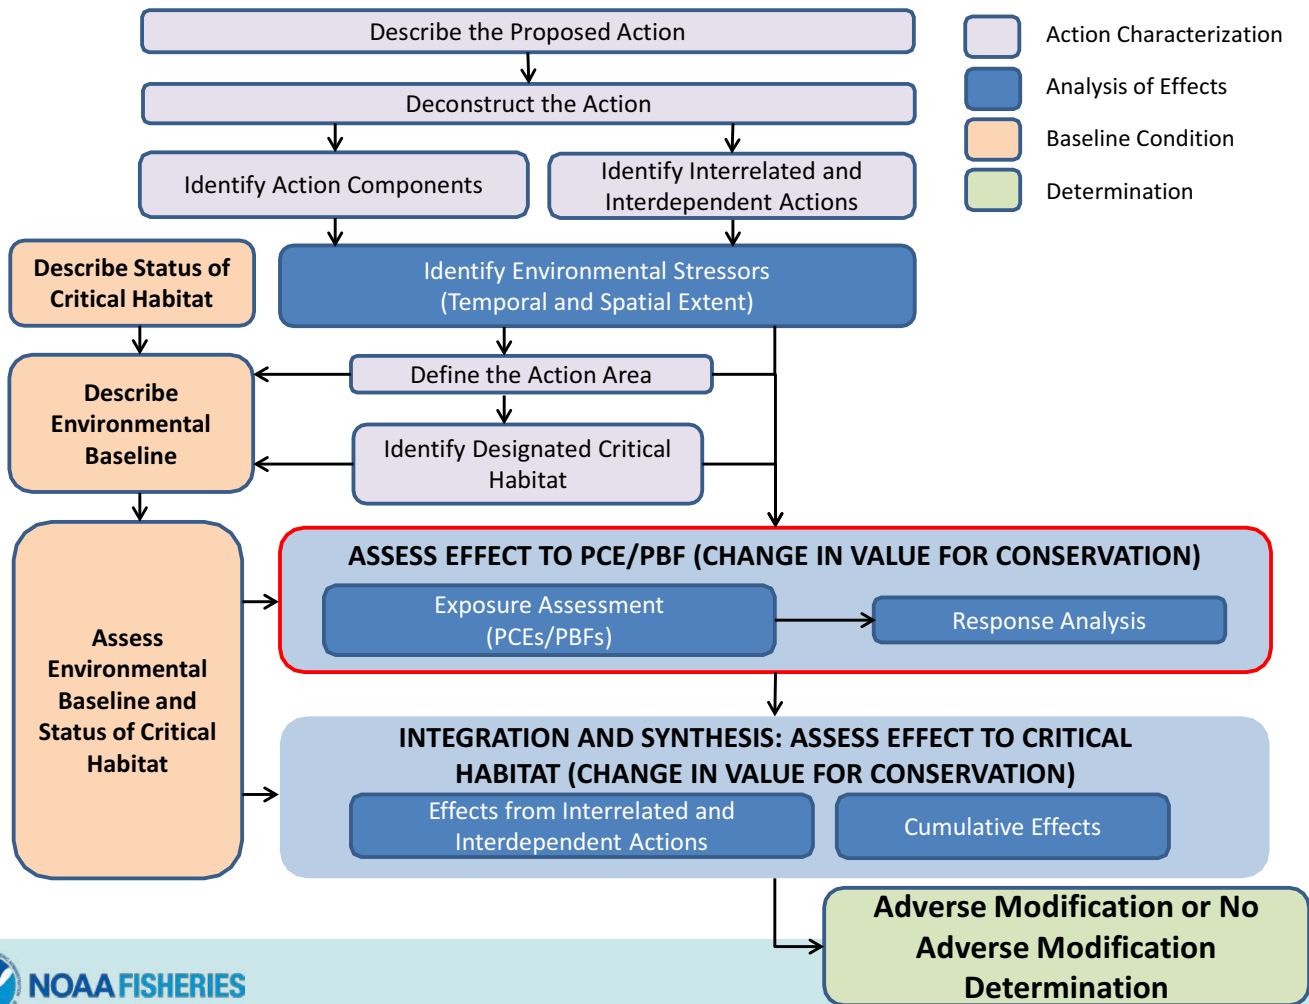 Describe the Proposed Action
Deconstruct the Action
Identify Action Components
Identify Interrelated and
Interdependent Actions
Action Characterization
Analysis of Effects
Baseline Condition
Determination
Describe Status of
Critical Habitat
Identify Environmental Stressors
(Temporal and Spatial Extent)
Define the Action Area
Describe
Environmental
Baseline
Identify Designated Critical
Habitat
Assess
Environmental
Baseline and
Status of Critical
Habitat
ASSESS EFFECT TO PCE/PBF (CHANGE IN VALUE FOR CONSERVATION)
Exposure Assessment
(PCEs/PBFs)
Response Analysis
INTEGRATION AND SYNTHESIS: ASSESS EFFECT TO CRITICAL
HABITAT (CHANGE IN VALUE FOR CONSERVATION)
Effects from Interrelated and
Interdependent Actions
Cumulative Effects
Adverse Modification or No
Adverse Modification
Determination
NOAA FISHERIES